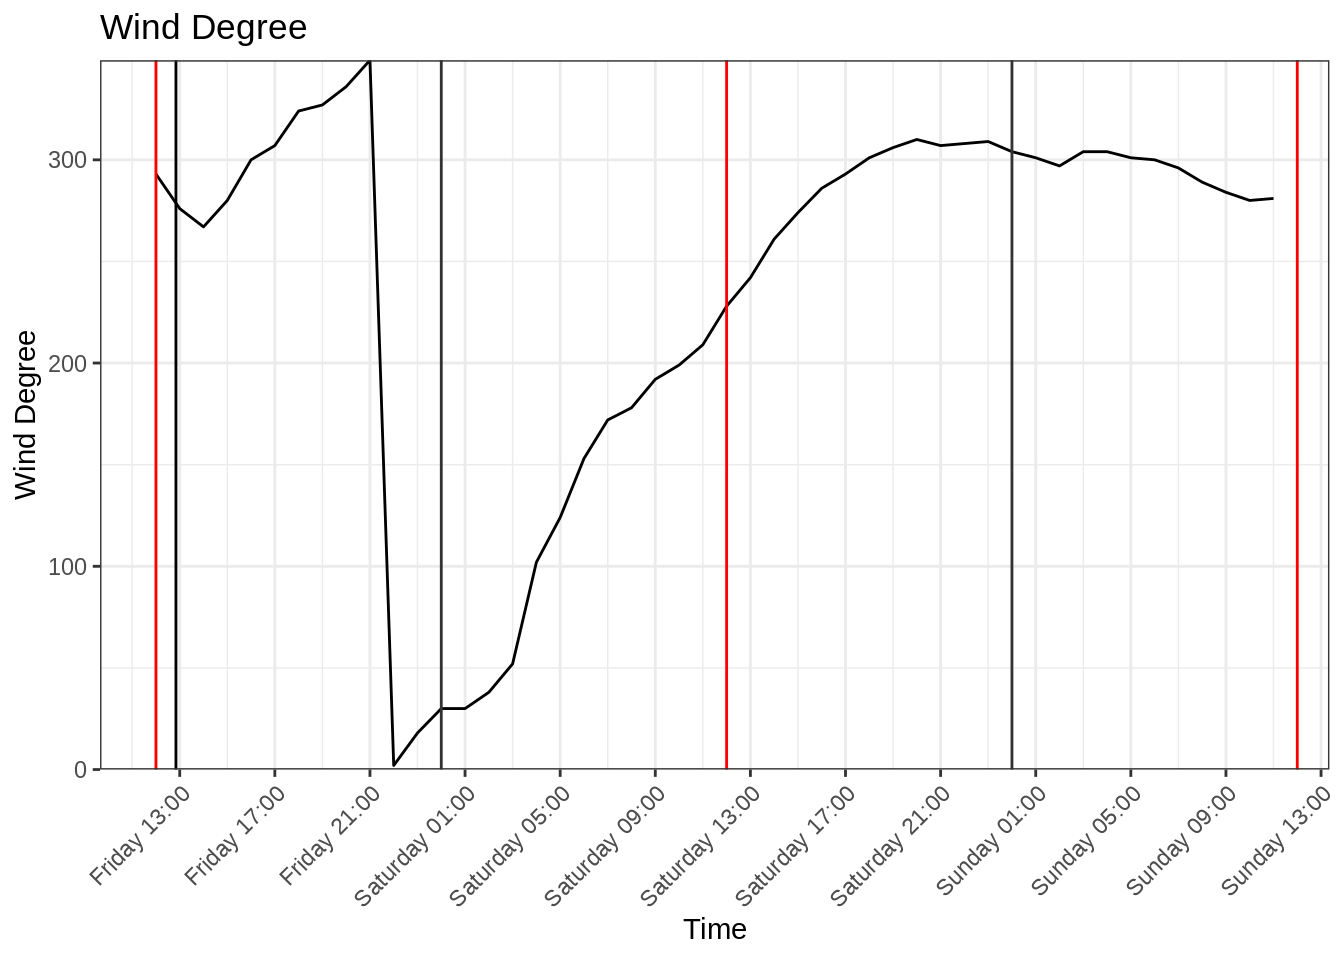 Wind Degree
Wind Degree
300
200
100
0
Friday 13:00
Friday 17:00
Friday 21:00
Saturday 01:00
Saturday 05:00
Saturday 09:00
Saturday 13:00
Saturday 17:00
Saturday 21:00
Sunday 01:00
Sunday 05:00
Sunday 09:00
Sunday 13:00
Time